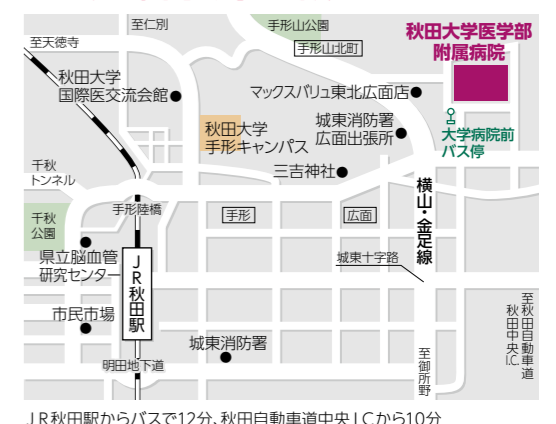 至仁別
手形山公園
秋田大学医学部
附属病院
至天徳寺
手形山北町
秋田大学
国際医交流会館
マックスバリュ東北広面店
秋田大学
手形キャンパス
城東消防署
広面出張所
大学病院前
バス停
三吉神社
千秋
トンネル
横山・金足線
手形陸橋
手形
広面
千秋
公園
県立脳血管
研究センター
JR秋田駅
城東十字路
市民市場
至秋田自動車道
秋田中央I.C.
城東消防署
至御所野
明田地下道
JR秋田駅からバスで12分、秋田自動車道中央ICから10分